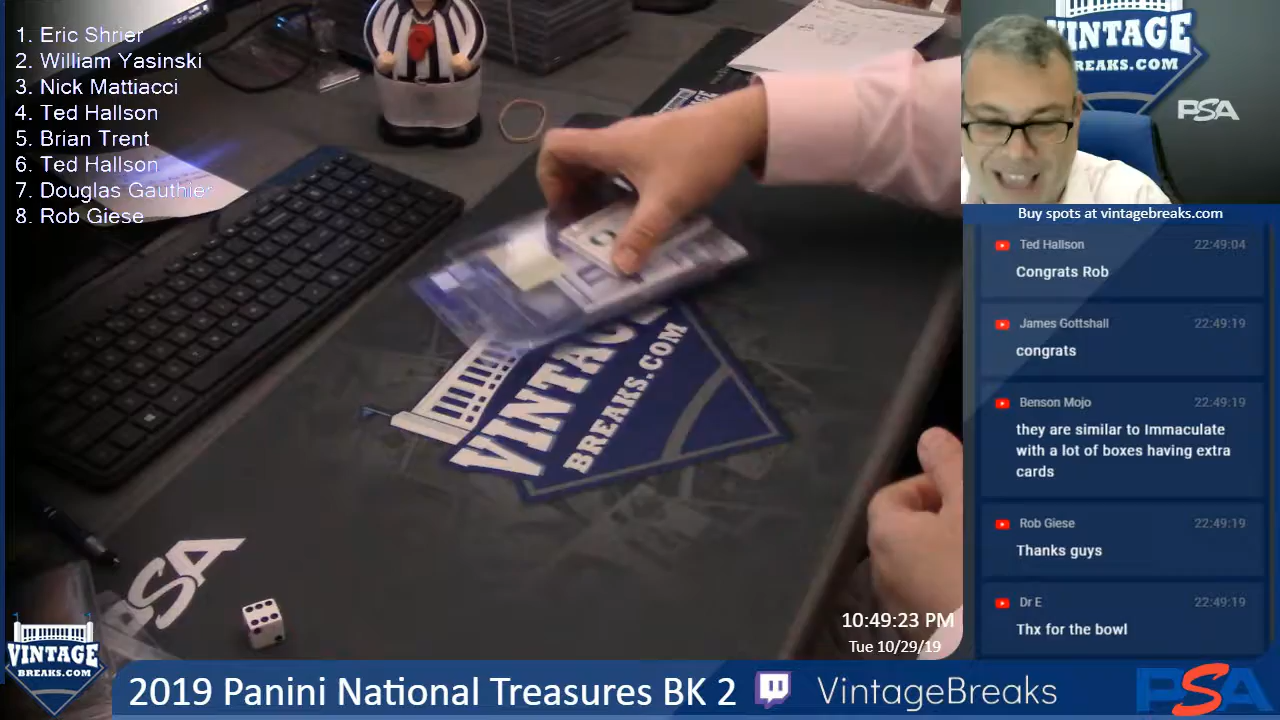 1. Eric Shrier
2. William Yasinski
3. Nick Mattiacci
4. Ted Hallson
5. Brian Trent
6. Ted Hallson
7. Douglas Gauthier
8. Rob Giese
VINTAGE
BREAKS.COM
PSA
Buy spots at vintagebreaks.com
Ted Hallson 22:49:04
Congrats Rob
James Gottshall 22:49:19
congrats
Benson Mojo 22:49:19
they are similar to Immaculate
with a lot of boxes having extra
cards
Rob Giese 22:49:19
Thanks guys
Dr E 22:49:19
Thx for the bowl
VINTAGE
BREAKS.COM
PSA
10:49:23 PM
Tue 10/29/19
VINTAGE
BREAKS.COM
2019 Panini National Treasures BK 2
VintageBreaks
PSA